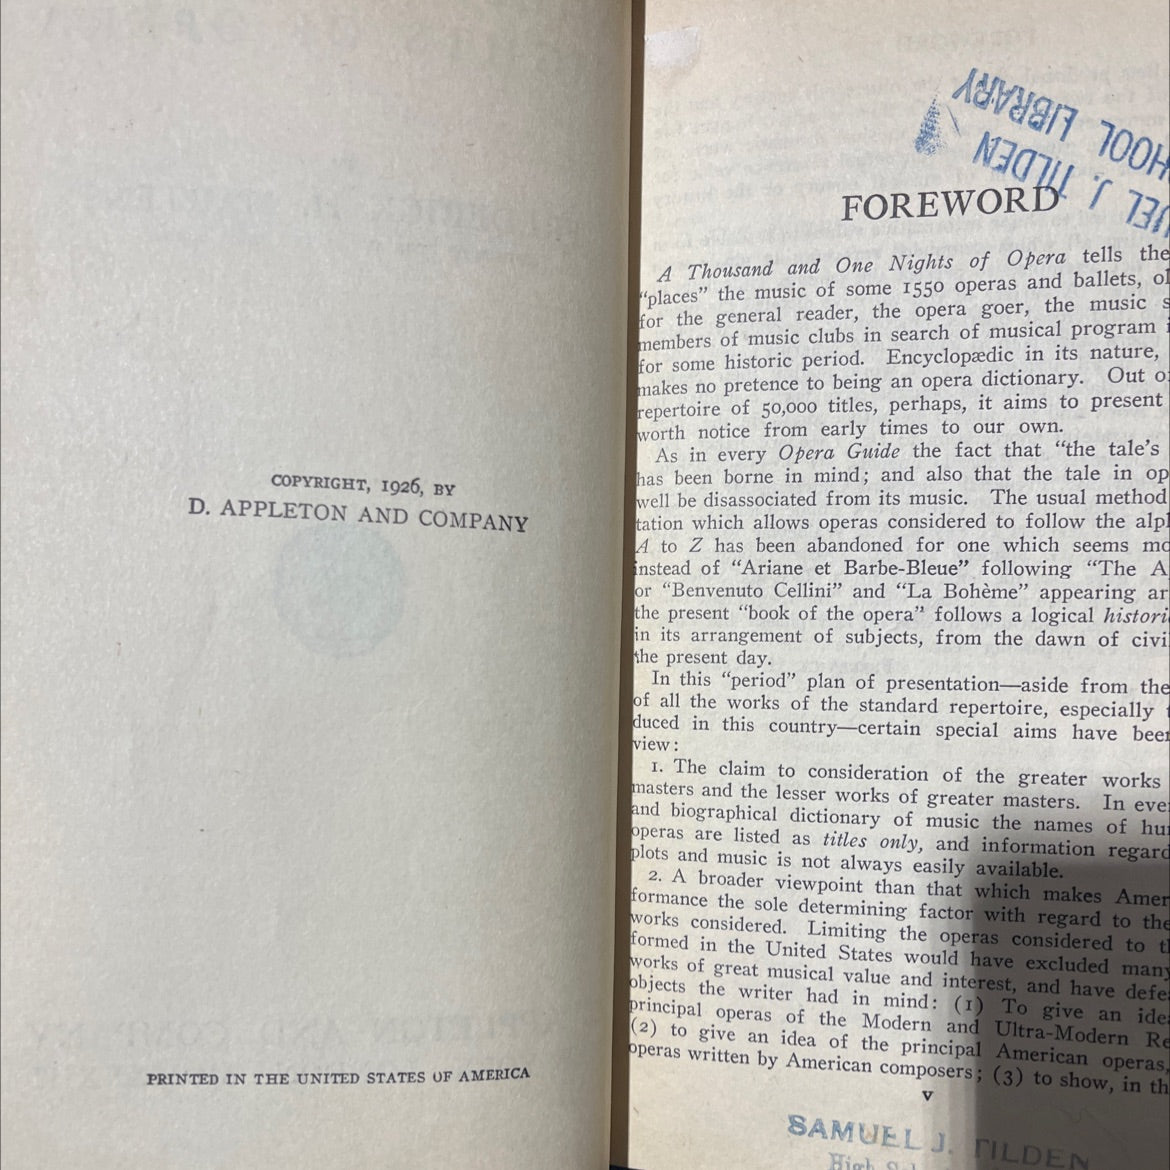 COPYRIGHT, 1926, BY
D. APPLETON AND COMPANY
PRINTED IN THE UNITED STATES OF AMERICA
TILDEN
LIBRARY
FOREWORD
A Thousand and One Nights of Opera tells the
“places” the music of some 1550 operas and ballets,
for the general reader, the opera goer, the music
members of music clubs in search of musical program
for some historic period. Encyclopædic in its nature,
makes no pretence to being an opera dictionary. Out
repertoire of 50,000 titles, perhaps, it aims to present
worth notice from early times to our own.
As in every Opera Guide the fact that “the tale’s
has been borne in mind; and also that the tale in
well be disassociated from its music. The usual method
tation which allows operas considered to follow the
A to Z has been abandoned for one which seems
instead of “Ariane et Barbe-Bleue” following “The
or “Benvenuto Cellini” and “La Bohème” appearing
the present “book of the opera” follows a logical
in its arrangement of subjects, from the dawn of
the present day.
In this “period” plan of presentation—aside from the
of all the works of the standard repertoire, especially
duced in this country—certain special aims have
view:
1. The claim to consideration of the greater works
masters and the lesser works of greater masters. In
and biographical dictionary of music the names of
operas are listed as titles only, and information
plots and music is not always easily available.
2. A broader viewpoint than that which makes
formance the sole determining factor with regard to the
works considered. Limiting the operas considered to
formed in the United States would have excluded many
works of great musical value and interest, and have
objects the writer had in mind: (1) To give an
principal operas of the Modern and Ultra-Modern
(2) to give an idea of the principal American operas,
operas written by American composers; (3) to show, in
v
SAMUEL J. TILDEN
High